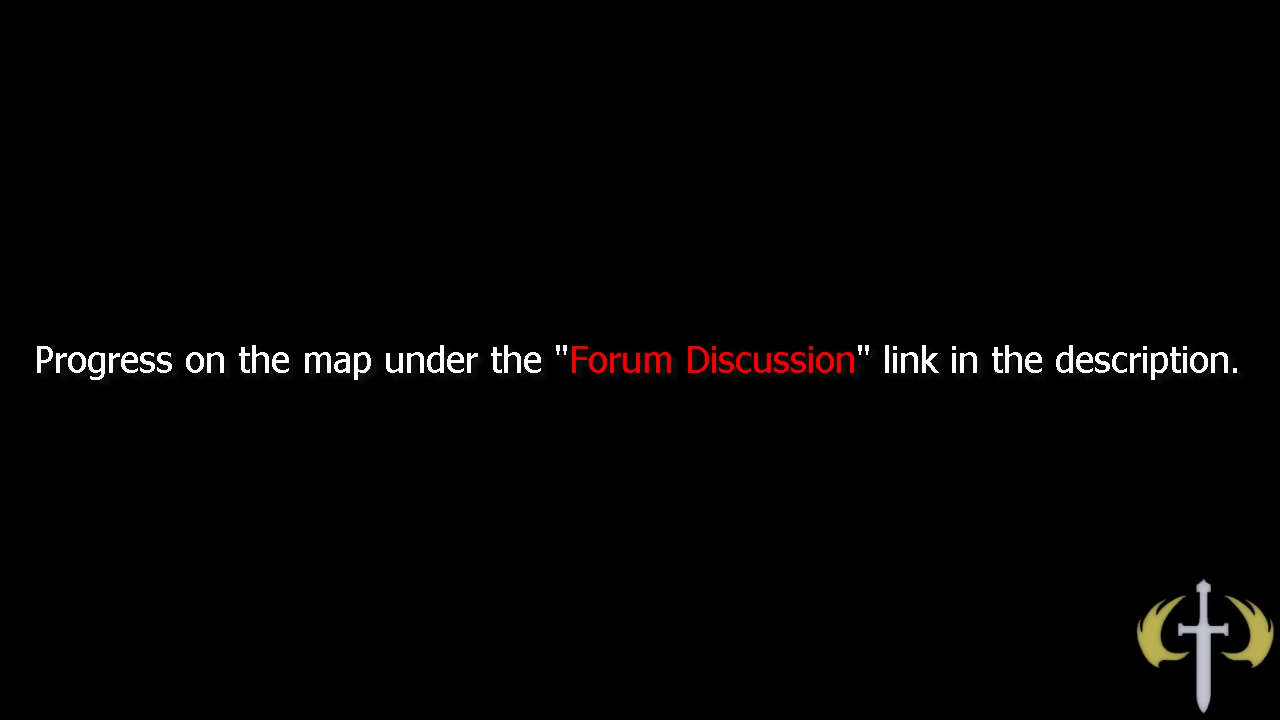 Progress on the map under the "Forum Discussion" link in the description.